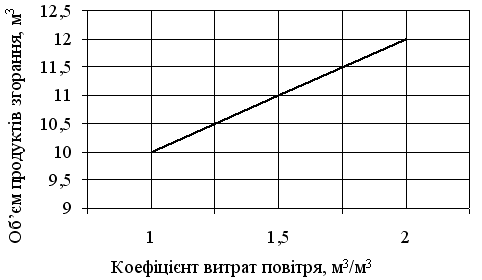 Об’єм продуктів згорання, м³
12,5
12
11,5
11
10,5
10
9,5
9
1 1,5 2
Коефіцієнт витрат повітря, м³/м³